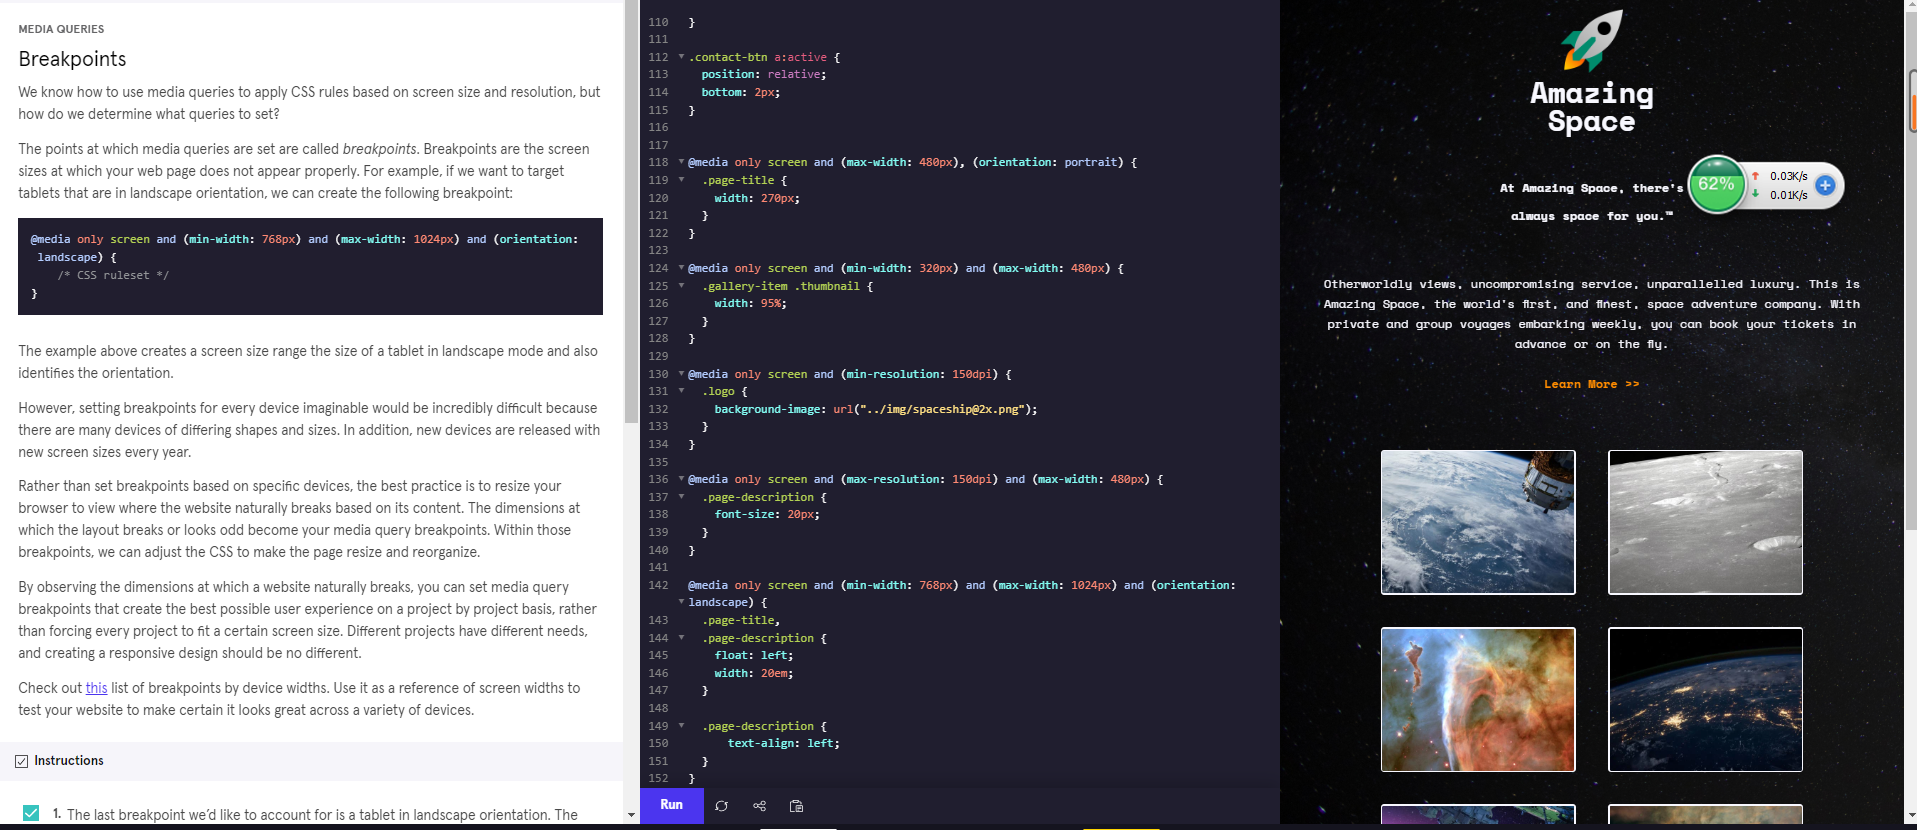 MEDIA QUERIES
Breakpoints
We know how to use media queries to apply CSS rules based on screen size and resolution, but
how do we determine what queries to set?
The points at which media queries are set are called breakpoints. Breakpoints are the screen
sizes at which your web page does not appear properly. For example, if we want to target
tablets that are in landscape orientation, we can create the following breakpoint:
@media only screen and (min-width: 768px) and (max-width: 1024px) and (orientation:
landscape) {
/* CSS ruleset */
}
The example above creates a screen size range the size of a tablet in landscape mode and also
identifies the orientation.
However, setting breakpoints for every device imaginable would be incredibly difficult because
there are many devices of differing shapes and sizes. In addition, new devices are released with
new screen sizes every year.
Rather than set breakpoints based on specific devices, the best practice is to resize your
browser to view where the website naturally breaks based on its content. The dimensions at
which the layout breaks or looks odd become your media query breakpoints. Within those
breakpoints, we can adjust the CSS to make the page resize and reorganize.
By observing the dimensions at which a website naturally breaks, you can set media query
breakpoints that create the best possible user experience on a project by project basis, rather
than forcing every project to fit a certain screen size. Different projects have different needs,
and creating a responsive design should be no different.
Check out this list of breakpoints by device widths. Use it as a reference of screen widths to
test your website to make certain it looks great across a variety of devices.
Instructions
1. The last breakpoint we'd like to account for is a tablet in landscape orientation. The
110 }
111
112 .contact-btn a:active {
113 position: relative;
114 bottom: 2px;
115 }
116
117
118 @media only screen and (max-width: 480px), (orientation: portrait) {
119 .page-title {
120 width: 270px;
121 }
122 }
123
124 @media only screen and (min-width: 320px) and (max-width: 480px) {
125 .gallery-item .thumbnail {
126 width: 95%;
127 }
128 }
129
130 @media only screen and (min-resolution: 150dpi) {
131 .logo {
132 background-image: url("../img/spaceship@2x.png");
133 }
134 }
135
136 @media only screen and (max-resolution: 150dpi) and (max-width: 480px) {
137 .page-description {
138 font-size: 20px;
139 }
140 }
141
142 @media only screen and (min-width: 768px) and (max-width: 1024px) and (orientation:
landscape) {
143 .page-title,
144 .page-description {
145 float: left;
146 width: 20em;
147 }
148
149 .page-description {
150 text-align: left;
151 }
152 }
Run
Amazing
Space
At Amazing Space, there's
always space for you.™
62%
0.03K/s
0.01K/s
Otherworldly views, uncompromising service, unparallelled luxury. This is
Amazing Space, the world's first, and finest, space adventure company. With
private and group voyages embarking weekly, you can book your tickets in
advance or on the fly.
Learn More >>